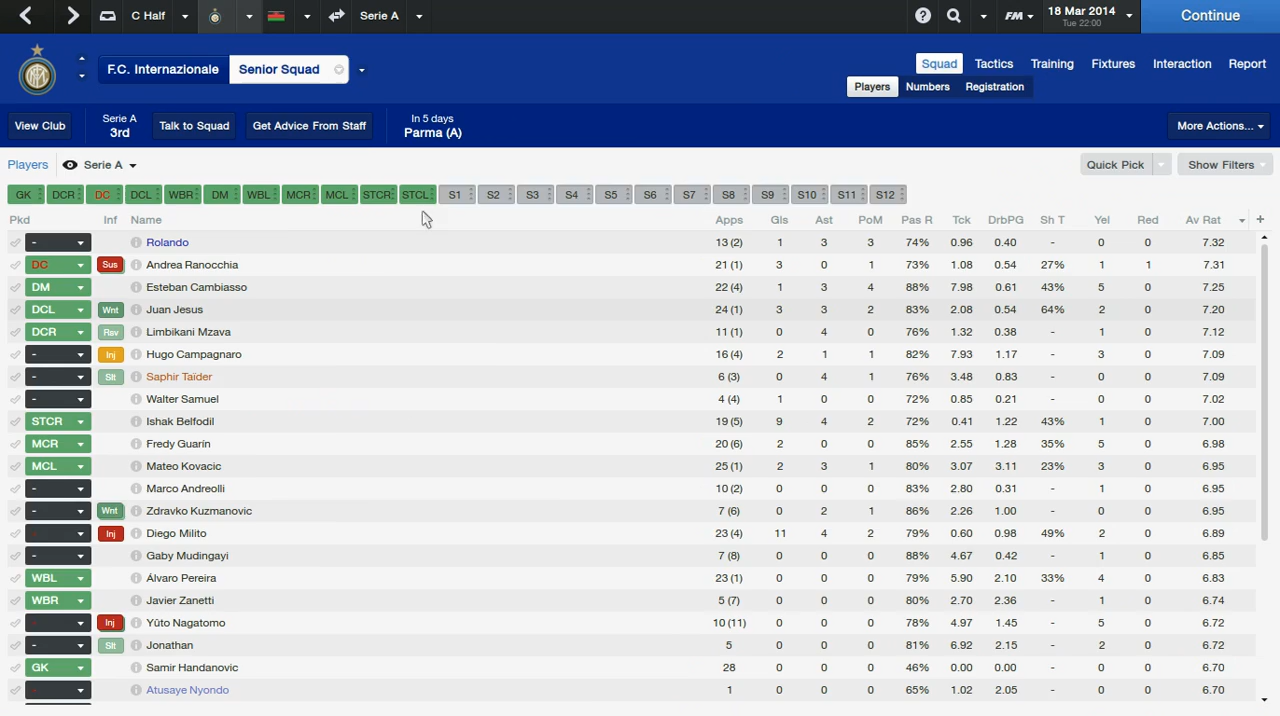 C Half Serie A FM 18 Mar 2014 Tue 22:00 Continue
F.C. Internazionale Senior Squad Squad Tactics Training Fixtures Interaction Report
Players Numbers Registration
View Club Serie A 3rd Talk to Squad Get Advice From Staff In 5 days Parma (A) More Actions...
Players Serie A Quick Pick Show Filters
GK DCR DC DCL WBR DM WBL MCR MCL STCR STCL S1 S2 S3 S4 S5 S6 S7 S8 S9 S10 S11 S12
Pkd Inf Name Apps Gls Ast PoM Pas R Tck DrbPG Sh T Yel Red Av Rat +
- Rolando 13 (2) 1 3 3 74% 0.96 0.40 - 0 0 7.32
DC Sus Andrea Ranocchia 21 (1) 3 0 1 73% 1.08 0.54 27% 1 1 7.31
DM Esteban Cambiasso 22 (4) 1 3 4 88% 7.98 0.61 43% 5 0 7.25
DCL Wnt Juan Jesus 24 (1) 3 3 2 83% 2.08 0.54 64% 2 0 7.20
DCR Rsv Limbikani Mzava 11 (1) 0 4 0 76% 1.32 0.38 - 1 0 7.12
- Inj Hugo Campagnaro 16 (4) 2 1 1 82% 7.93 1.17 - 3 0 7.09
- Slt Saphir Taïder 6 (3) 0 4 1 76% 3.48 0.83 - 0 0 7.09
- Walter Samuel 4 (4) 1 0 0 72% 0.85 0.21 - 0 0 7.02
STCR Ishak Belfodil 19 (5) 9 4 2 72% 0.41 1.22 43% 1 0 7.00
MCR Fredy Guarín 20 (6) 2 0 0 85% 2.55 1.28 35% 5 0 6.98
MCL Mateo Kovacic 25 (1) 2 3 1 80% 3.07 3.11 23% 3 0 6.95
- Marco Andreolli 10 (2) 0 0 0 83% 2.80 0.31 - 1 0 6.95
- Wnt Zdravko Kuzmanovic 7 (6) 0 2 1 86% 2.26 1.00 - 0 0 6.95
- Inj Diego Milito 23 (4) 11 4 2 79% 0.60 0.98 49% 2 0 6.89
- Gaby Mudingayi 7 (8) 0 0 0 88% 4.67 0.42 - 1 0 6.85
WBL Álvaro Pereira 23 (1) 0 0 0 79% 5.90 2.10 33% 4 0 6.83
WBR Javier Zanetti 5 (7) 0 0 0 80% 2.70 2.36 - 1 0 6.74
- Inj Yūto Nagatomo 10 (11) 0 0 0 78% 4.97 1.45 - 5 0 6.72
- Slt Jonathan 5 0 0 0 81% 6.92 2.15 - 2 0 6.72
GK Samir Handanovic 28 0 0 0 46% 0.00 0.00 - 0 0 6.70
- Atusaye Nyondo 1 0 0 0 65% 1.02 2.05 - 0 0 6.70